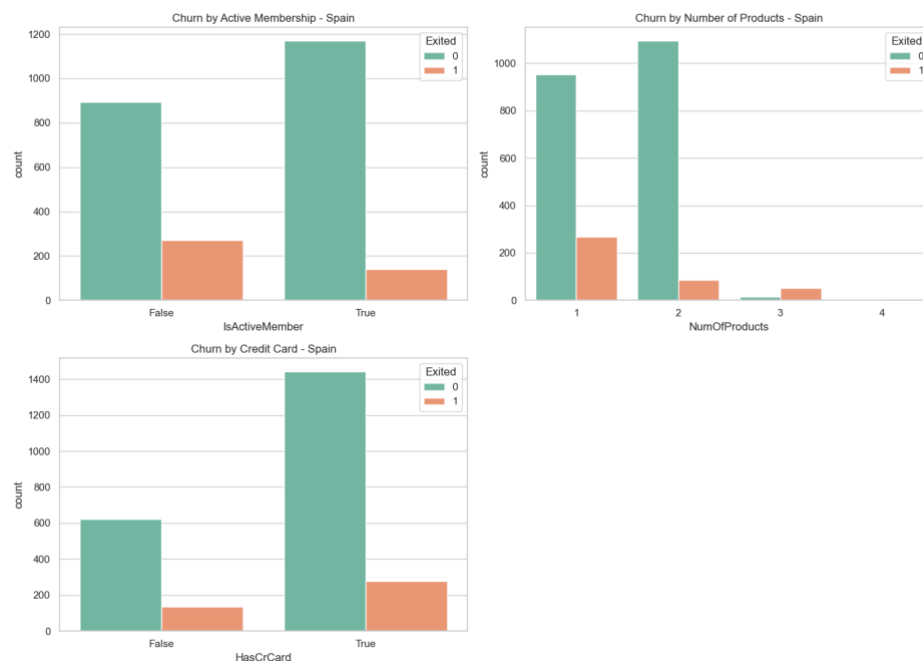 Churn by Active Membership - Spain
1200
1000
800
600
400
200
0
count
False
True
IsActiveMember
Exited
0
1
Churn by Number of Products - Spain
1000
800
600
400
200
0
count
1
2
3
4
NumOfProducts
Exited
0
1
Churn by Credit Card - Spain
1400
1200
1000
800
600
400
200
0
count
False
True
HasCrCard
Exited
0
1